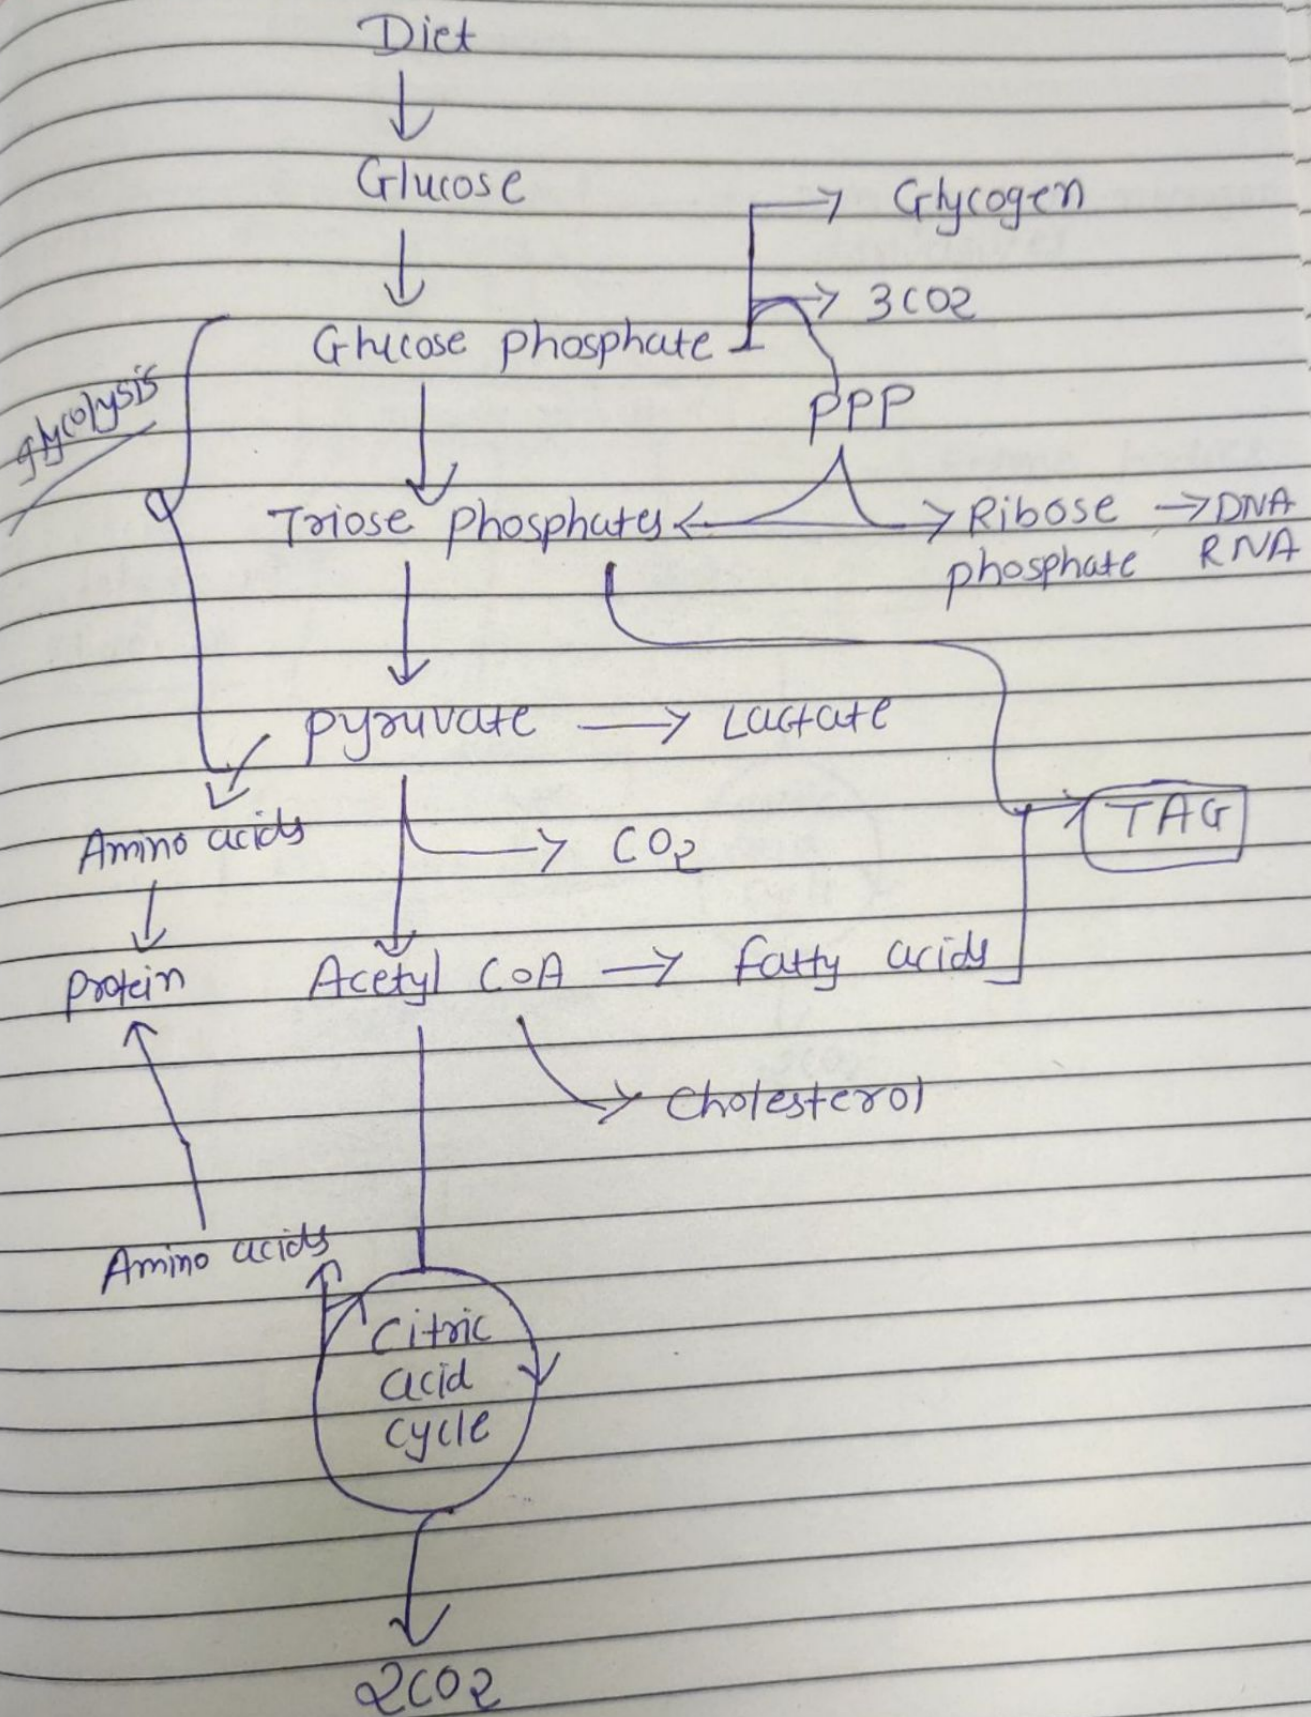 Diet
Glucose
Glycogen
3CO2
Glucose phosphate
glycolysis
PPP
Triose phosphates
Ribose
phosphate
DNA
RNA
pyruvate
Lactate
TAG
Amino acids
CO2
protein
Acetyl COA
fatty acids
Cholesterol
Amino acids
Citric
acid
cycle
2CO2